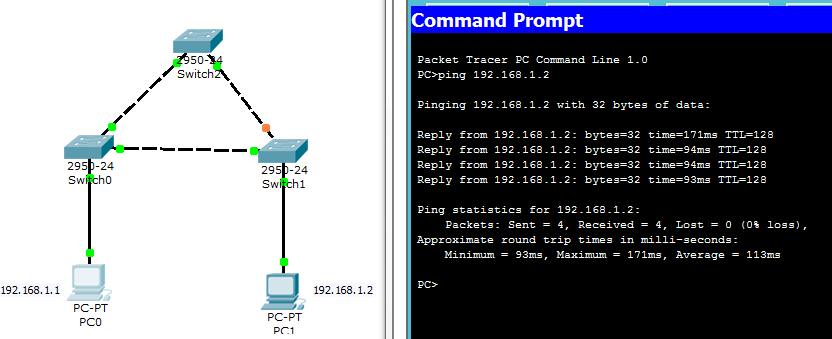 2950-24
Switch2
2950-24
Switch0
2950-24
Switch1
192.168.1.1
PC-PT
PC0
192.168.1.2
PC-PT
PC1
Command Prompt
Packet Tracer PC Command Line 1.0
PC>ping 192.168.1.2
Pinging 192.168.1.2 with 32 bytes of data:
Reply from 192.168.1.2: bytes=32 time=171ms TTL=128
Reply from 192.168.1.2: bytes=32 time=94ms TTL=128
Reply from 192.168.1.2: bytes=32 time=94ms TTL=128
Reply from 192.168.1.2: bytes=32 time=93ms TTL=128
Ping statistics for 192.168.1.2:
Packets: Sent = 4, Received = 4, Lost = 0 (0% loss),
Approximate round trip times in milli-seconds:
Minimum = 93ms, Maximum = 171ms, Average = 113ms
PC>